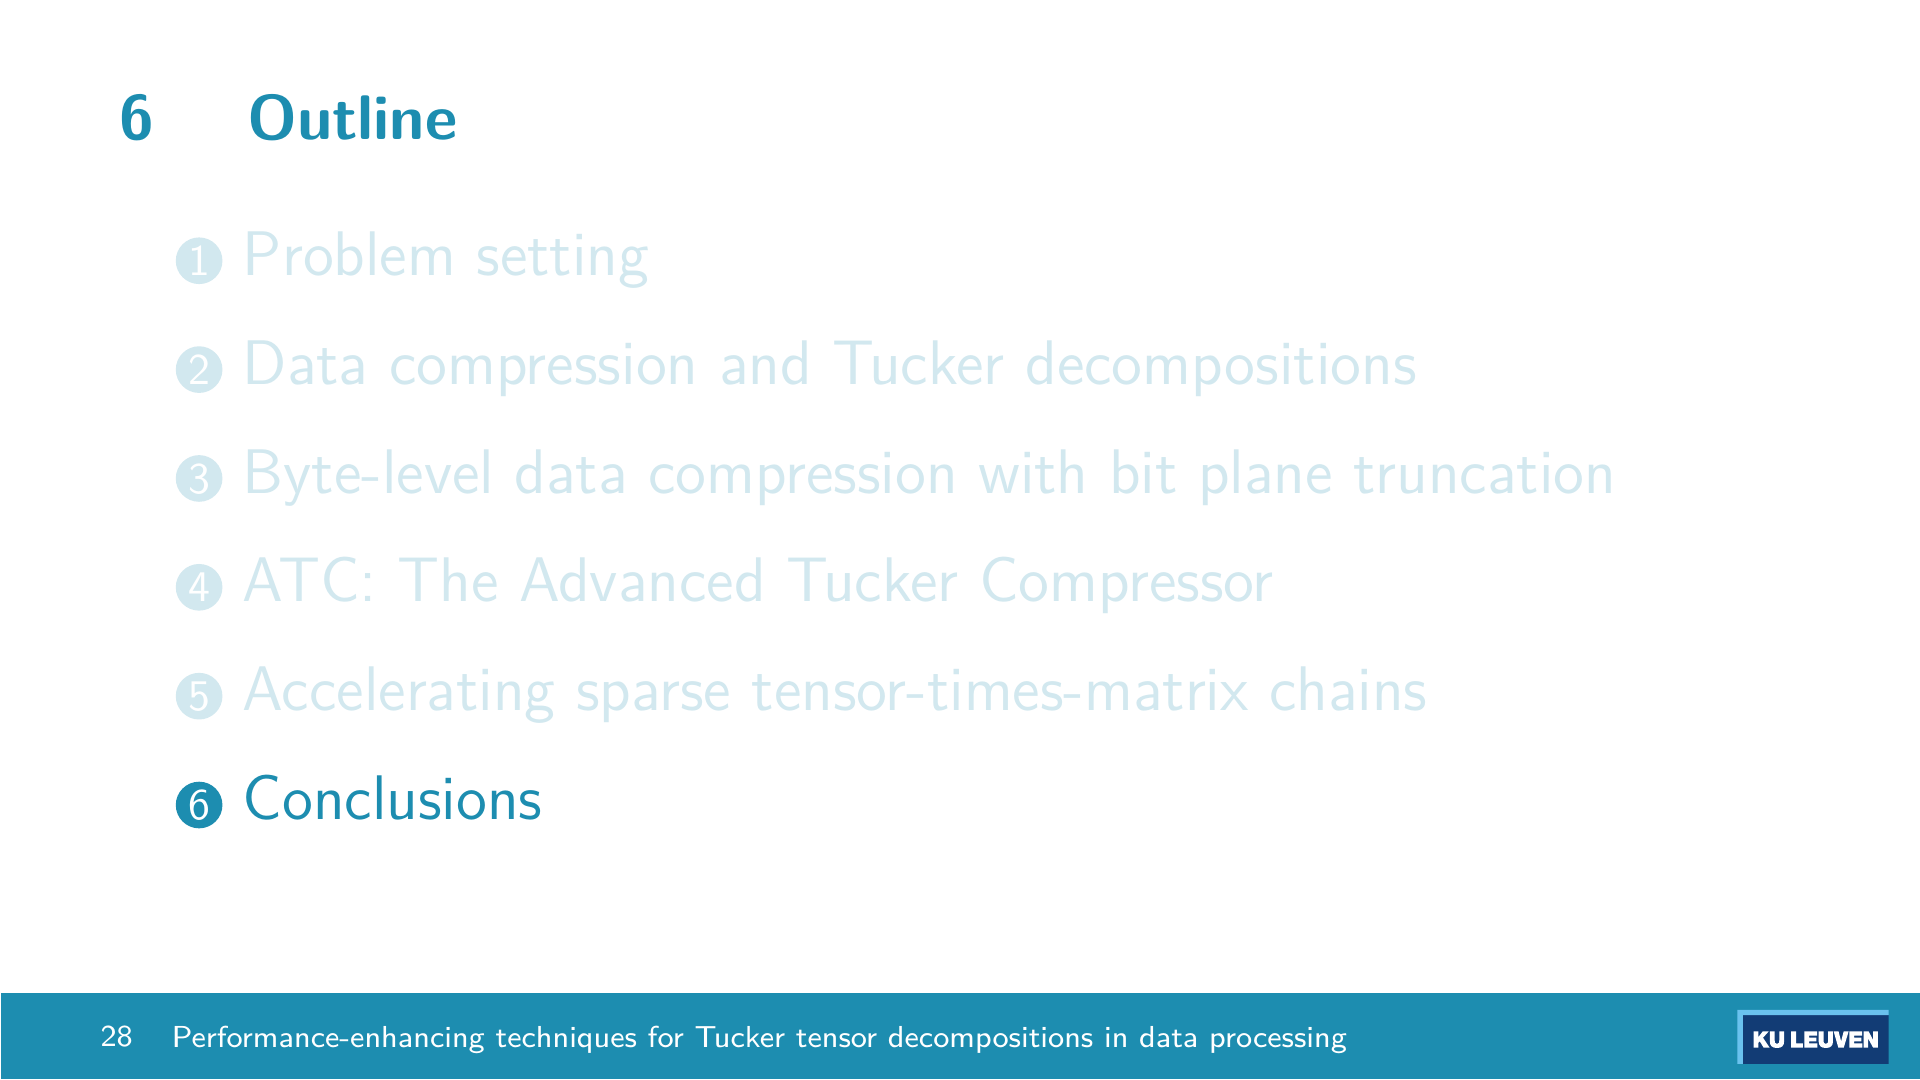 6 Outline
1 Problem setting
2 Data compression and Tucker decompositions
3 Byte-level data compression with bit plane truncation
4 ATC: The Advanced Tucker Compressor
5 Accelerating sparse tensor-times-matrix chains
6 Conclusions
28 Performance-enhancing techniques for Tucker tensor decompositions in data processing
KU LEUVEN